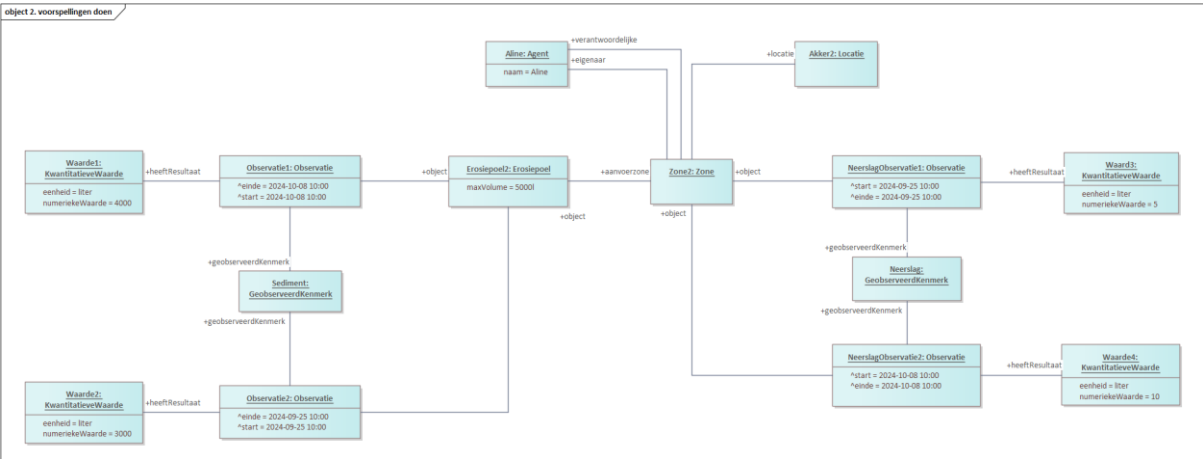 object 2. voorspellingen doen
Aline: Agent
naam = Aline
+verantwoordelijke
+eigenaar
+locatie
Akker2: Locatie
Waarde1:
KwantitatieveWaarde
eenheid = liter
numeriekeWaarde = 4000
+heeftResultaat
Observatie1: Observatie
^einde = 2024-10-08 10:00
^start = 2024-10-08 10:00
+object
Erosiepoel2: Erosiepoel
maxVolume = 5000l
+aanvoerzone
Zone2: Zone
+object
NeerslagObservatie1: Observatie
^start = 2024-09-25 10:00
^einde = 2024-09-25 10:00
+heeftResultaat
Waard3:
KwantitatieveWaarde
eenheid = liter
numeriekeWaarde = 5
+object
+object
+geobserveerdKenmerk
Sediment:
GeobserveerdKenmerk
+geobserveerdKenmerk
+geobserveerdKenmerk
Neerslag:
GeobserveerdKenmerk
+geobserveerdKenmerk
Waarde2:
KwantitatieveWaarde
eenheid = liter
numeriekeWaarde = 3000
+heeftResultaat
Observatie2: Observatie
^einde = 2024-09-25 10:00
^start = 2024-09-25 10:00
NeerslagObservatie2: Observatie
^start = 2024-10-08 10:00
^einde = 2024-10-08 10:00
+heeftResultaat
Waarde4:
KwantitatieveWaarde
eenheid = liter
numeriekeWaarde = 10